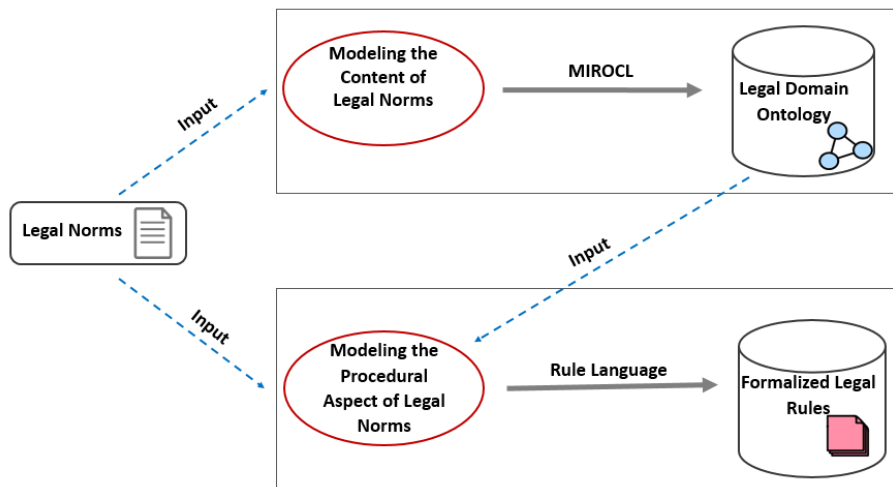 Modeling the
Content of
Legal Norms
MIROCL
Legal Domain
Ontology
Input
Legal Norms
Input
Input
Modeling the
Procedural
Aspect of Legal
Norms
Rule Language
Formalized Legal
Rules